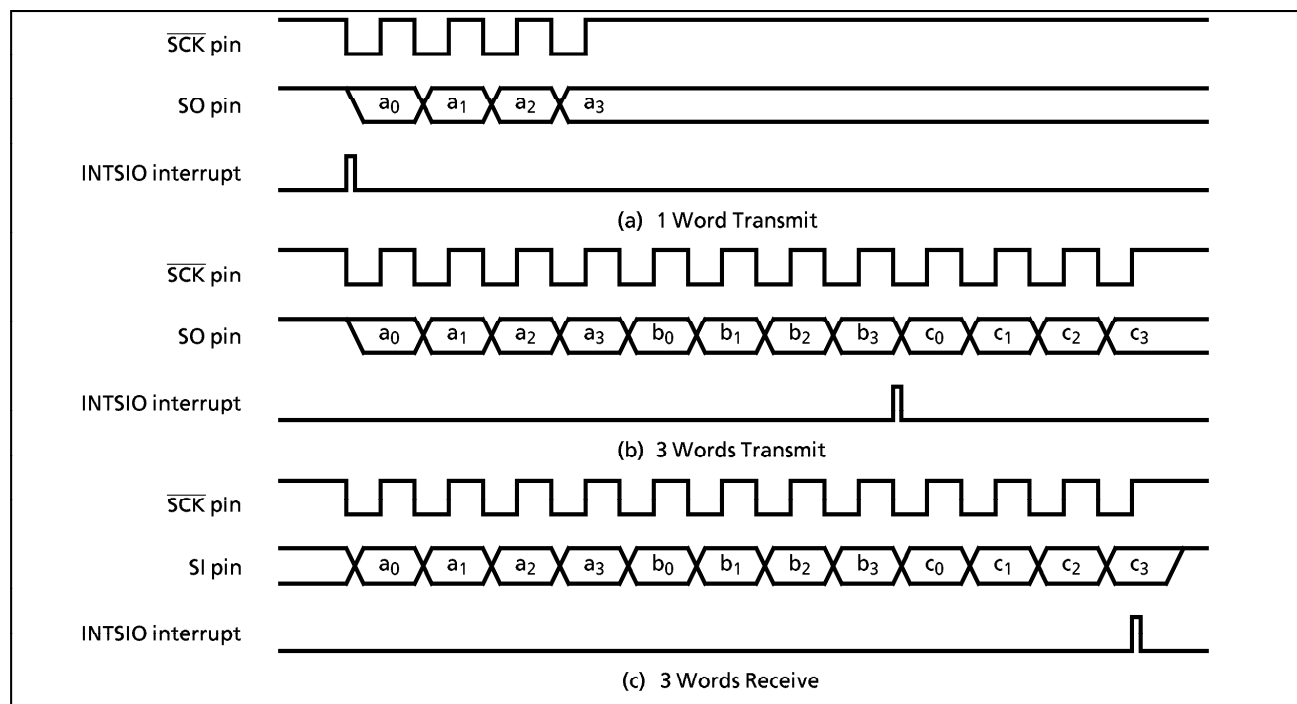 SCK pin
SO pin
a0 a1 a2 a3
INTSIO interrupt
(a) 1 Word Transmit
SCK pin
SO pin
a0 a1 a2 a3 b0 b1 b2 b3 c0 c1 c2 c3
INTSIO interrupt
(b) 3 Words Transmit
SCK pin
SI pin
a0 a1 a2 a3 b0 b1 b2 b3 c0 c1 c2 c3
INTSIO interrupt
(c) 3 Words Receive